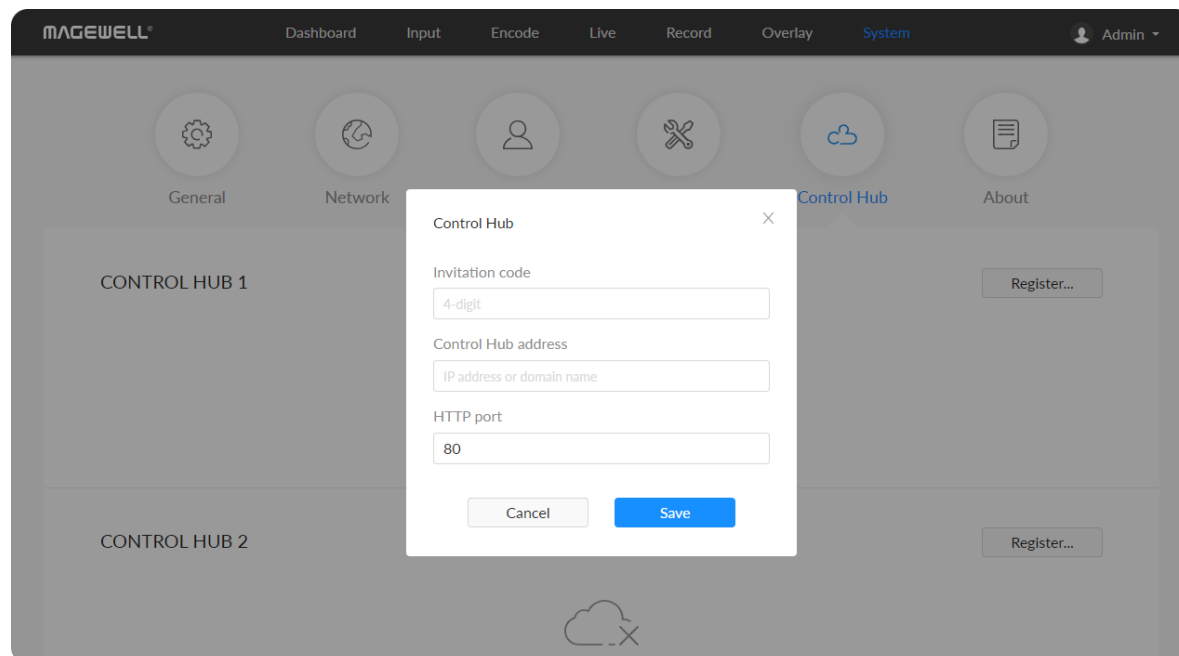 MAGEWELL®
Dashboard Input Encode Live Record Overlay System Admin
General Network Control Hub About
Control Hub
CONTROL HUB 1 Register...
Invitation code
4-digit
Control Hub address
IP address or domain name
HTTP port
80
Cancel Save
CONTROL HUB 2 Register...